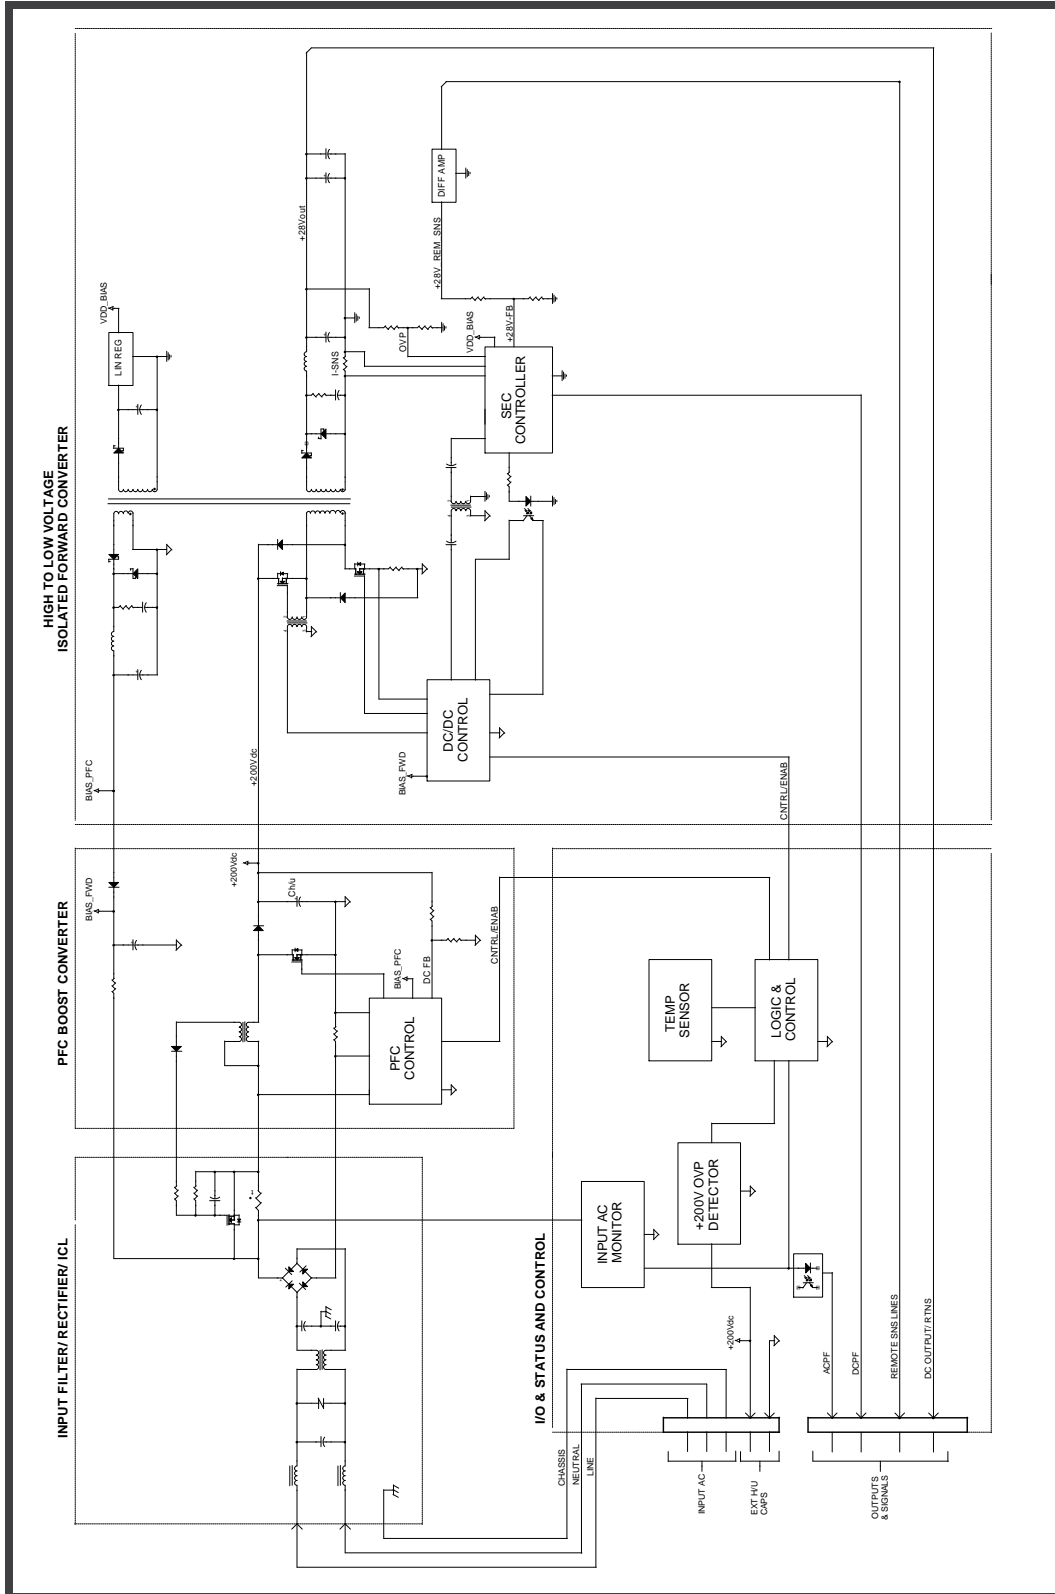 INPUT FILTER/ RECTIFIER/ ICL
PFC BOOST CONVERTER
HIGH TO LOW VOLTAGE
ISOLATED FORWARD CONVERTER
BIAS_FWD
BIAS_PFC
LIN REG
VDD_BIAS
+200Vdc
+200Vdc
Ch/u
+28Vout
I-SNS
OVP
BIAS_PFC
DC FB
PFC
CONTROL
CNTRL/ENAB
BIAS_FWD
DC/DC
CONTROL
SEC
CONTROLLER
VDD_BIAS
+28V-FB
+28V REM SNS
DIFF AMP
I/O & STATUS AND CONTROL
INPUT AC
MONITOR
+200V OVP
DETECTOR
TEMP
SENSOR
LOGIC &
CONTROL
CNTRL/ENAB
CHASSIS
NEUTRAL
LINE
INPUT AC
EXT H/U
CAPS
+200Vdc
ACPF
DCPF
REMOTE SNS LINES
DC OUTPUT/ RTNS
OUTPUTS
& SIGNALS